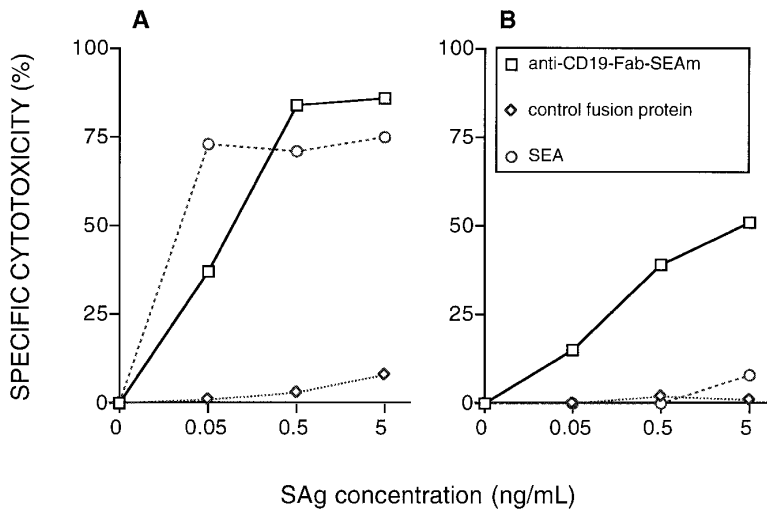 A
B
SPECIFIC CYTOTOXICITY (%)
100
75
50
25
0
0 0.05 0.5 5
100
75
50
25
0
0 0.05 0.5 5
anti-CD19-Fab-SEAm
control fusion protein
SEA
SAg concentration (ng/mL)